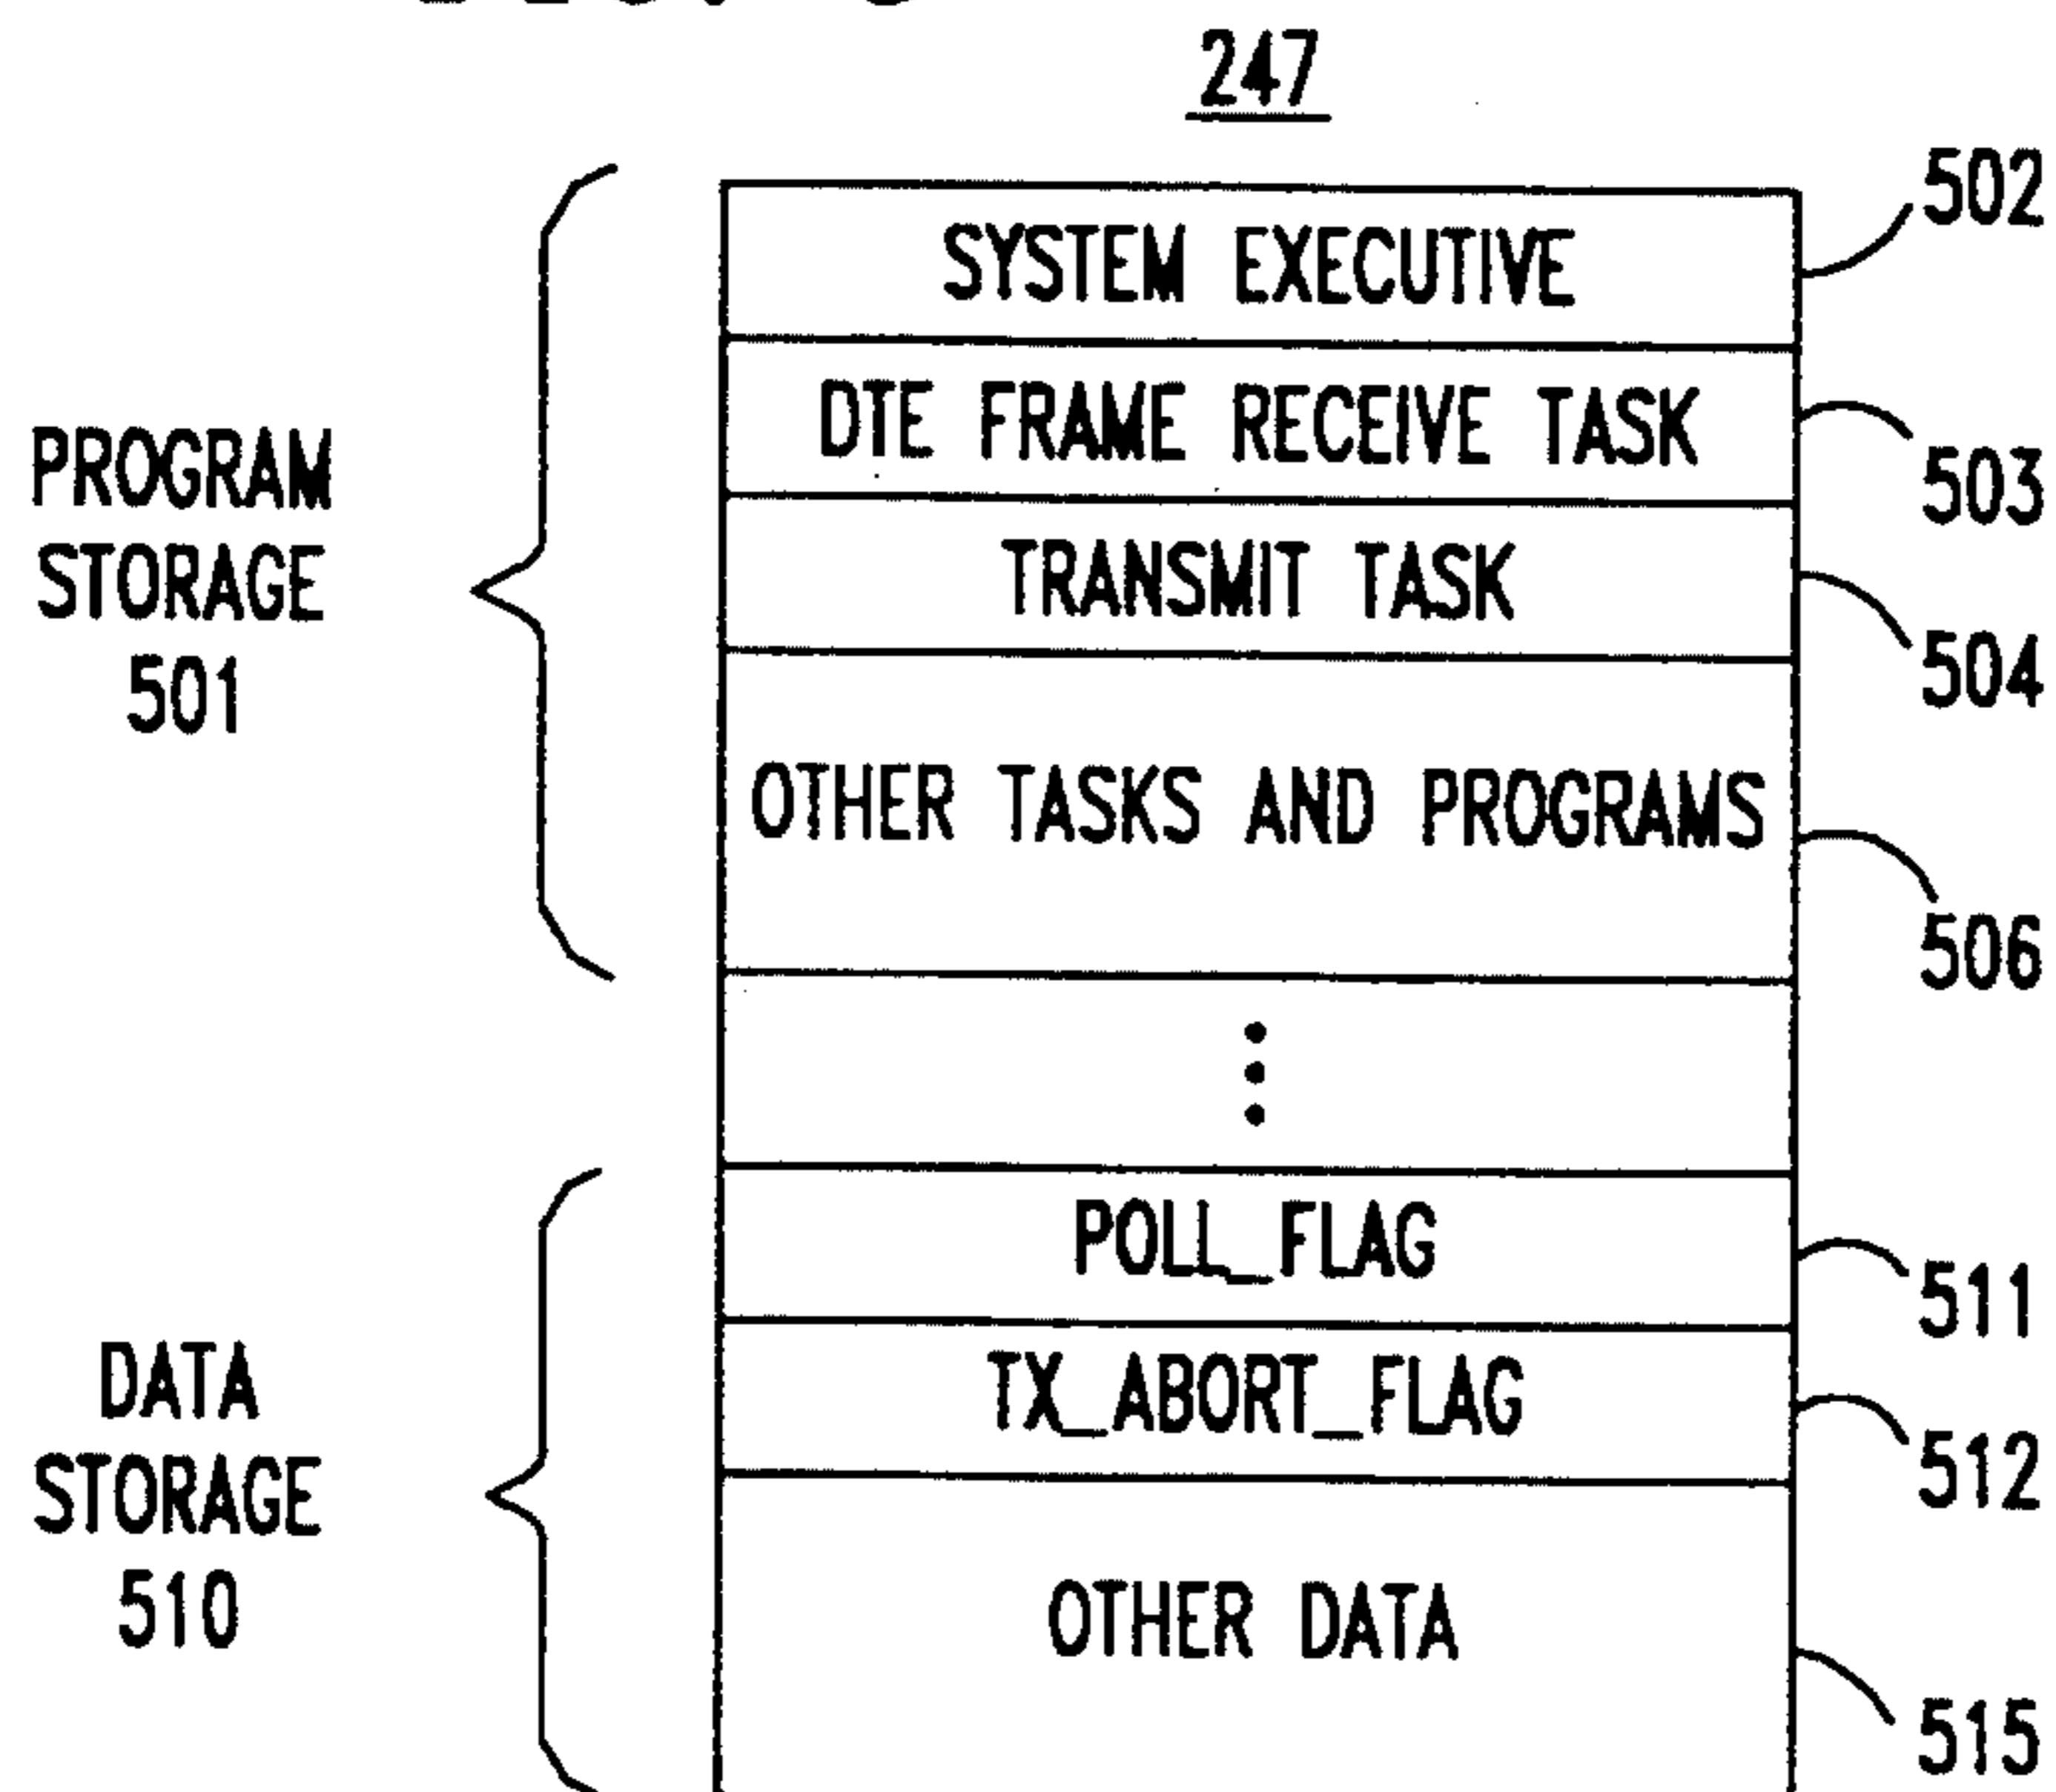 247
SYSTEM EXECUTIVE
502
DTE FRAME RECEIVE TASK
503
PROGRAM
STORAGE
501
TRANSMIT TASK
504
OTHER TASKS AND PROGRAMS
506
POLL_FLAG
511
TX_ABORT_FLAG
512
DATA
STORAGE
510
OTHER DATA
515